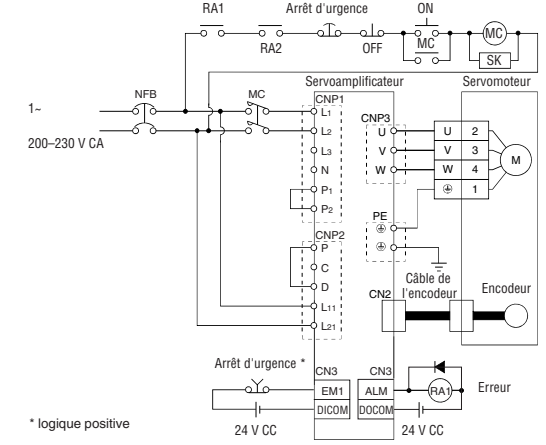 RA1
Arrêt d'urgence
ON
RA2
OFF
MC
MC
SK
Servoamplificateur
Servomoteur
NFB
MC
CNP1
CNP3
1~
200–230 V CA
L1
L2
L3
N
P1
P2
U
V
W
U 2
V 3
W 4
1
M
PE
CNP2
P
C
D
L11
L21
Câble de
l'encodeur
Encodeur
CN2
Arrêt d'urgence *
CN3
CN3
EM1
ALM
RA1
Erreur
DICOM
DOCOM
24 V CC
24 V CC
* logique positive